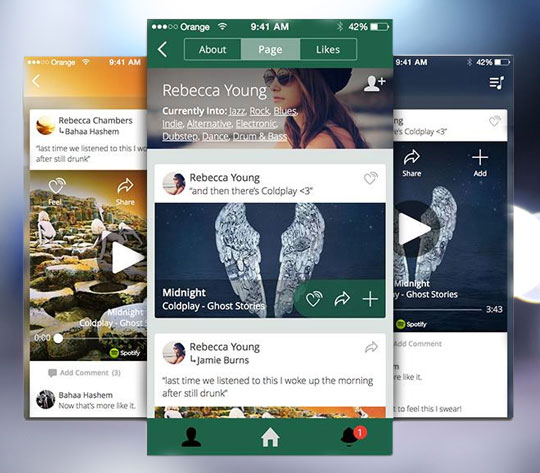 Orange
9:41 AM
Rebecca Chambers
Bahaa Hashem
"last time we listened to this I wo
after still drunk"
Feel
Share
Midnight
Coldplay - Ghost
0:00
Spotify
Add Comment (3)
Bahaa Hashem
Now that's more like it.
Orange
9:41 AM
42%
About
Page
Likes
Rebecca Young
Currently Into: Jazz, Rock, Blues,
Indie, Alternative, Electronic,
Dubstep, Dance, Drum & Bass
Rebecca Young
"and then there's Coldplay <3"
Midnight
Coldplay - Ghost Stories
Rebecca Young
Jamie Burns
"last time we listened to this I woke up the morning
after still drunk"
1
9:41 AM
42%
e's Coldplay <3"
Share
Add
night
Ghost Stories
3:43
Spotify
Add Comment
re like it.
t to feel this I swear!